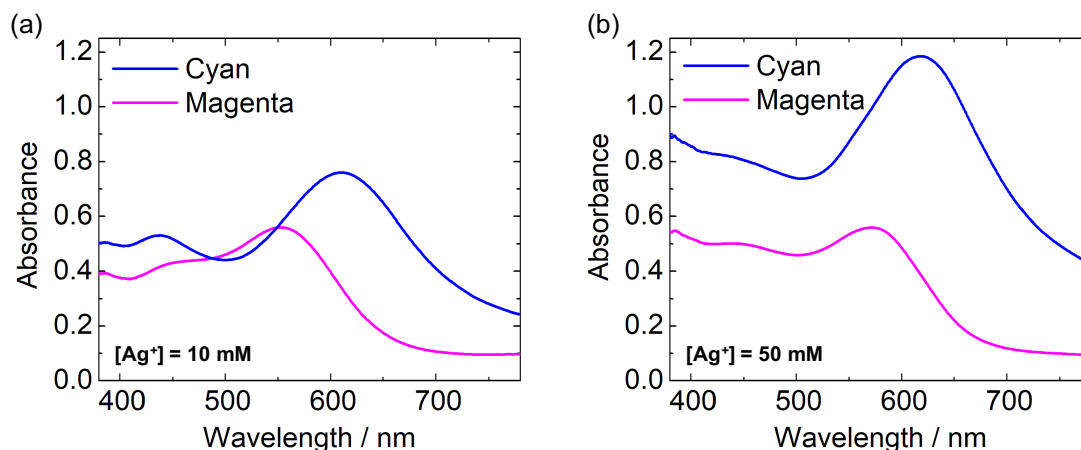 (a)
1.2
1.0
0.8
0.6
0.4
0.2
0.0
Absorbance
Cyan
Magenta
[Ag⁺] = 10 mM
400 500 600 700
Wavelength / nm
(b)
1.2
1.0
0.8
0.6
0.4
0.2
0.0
Absorbance
Cyan
Magenta
[Ag⁺] = 50 mM
400 500 600 700
Wavelength / nm